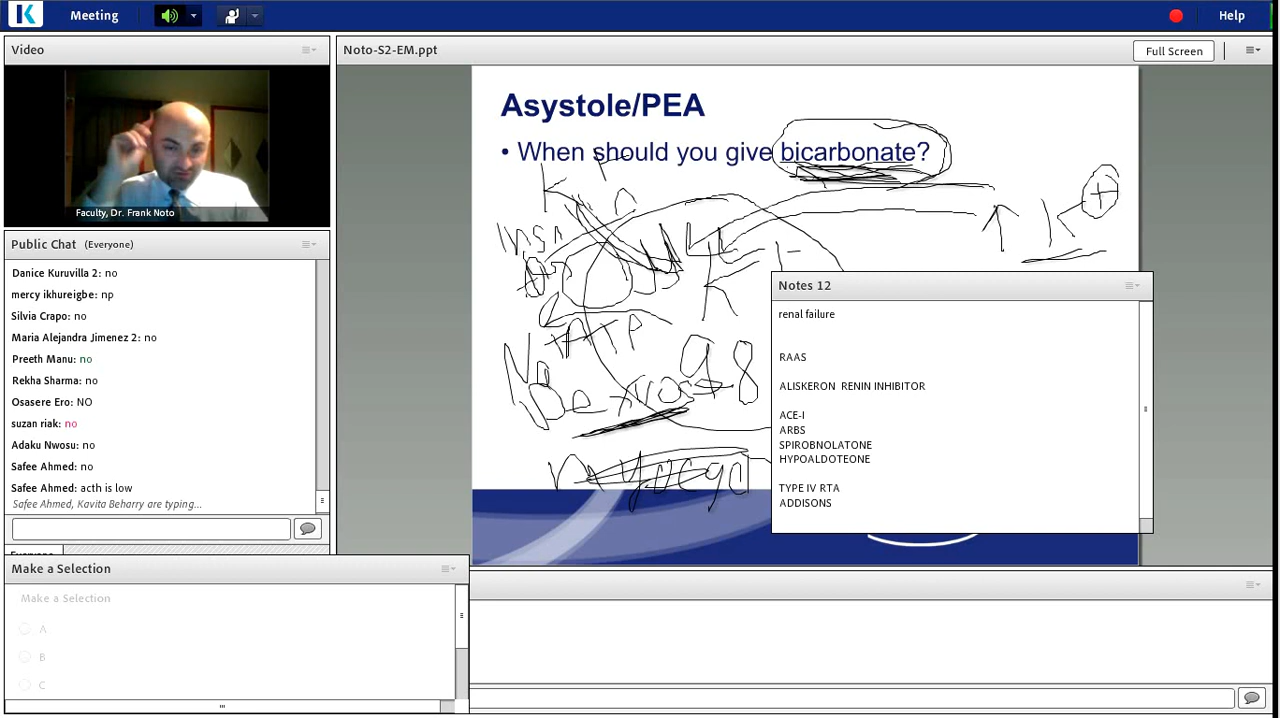 K
Meeting
Help
Video
Faculty, Dr. Frank Noto
Public Chat (Everyone)
Danice Kuruvilla 2: no
mercy ikhureigbe: np
Silvia Crapo: no
Maria Alejandra Jimenez 2: no
Preeth Manu: no
Rekha Sharma: no
Osasere Ero: NO
suzan riak: no
Adaku Nwosu: no
Safee Ahmed: no
Safee Ahmed: acth is low
Safee Ahmed, Kavita Beharry are typing...
Make a Selection
Make a Selection
A
B
C
Noto-S2-EM.ppt
Full Screen
Asystole/PEA
• When should you give bicarbonate?
K
↑ K +
K
ATP
Notes 12
renal failure
RAAS
ALISKERON RENIN INHIBITOR
ACE-I
ARBS
SPIROBNOLATONE
HYPOALDOTEONE
TYPE IV RTA
ADDISONS